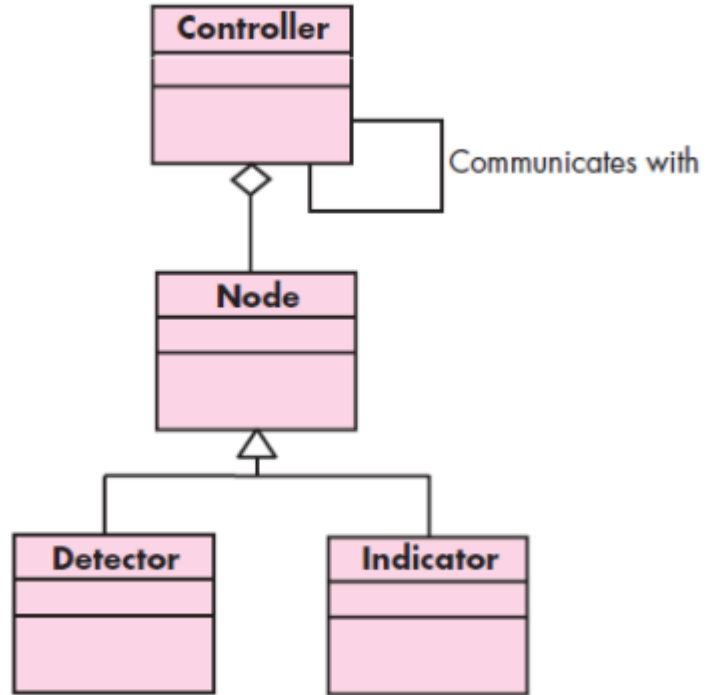 Controller
Communicates with
Node
Detector
Indicator